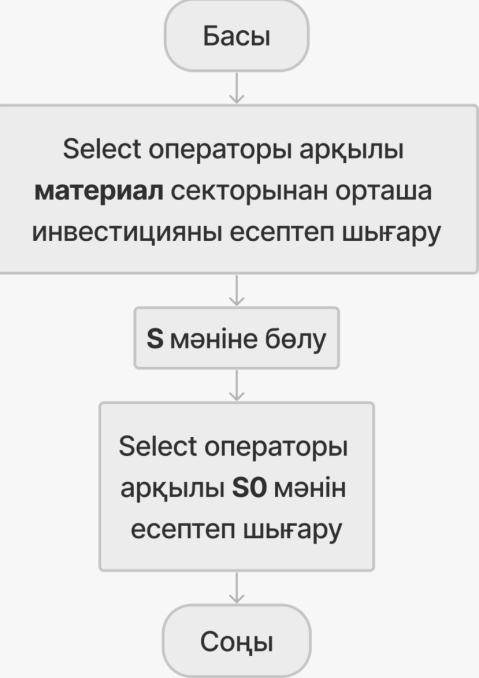 Басы
Select операторы арқылы
материал секторынан орташа
инвестицияны есептеп шығару
S мәніне бөлу
Select операторы
арқылы S0 мәнін
есептеп шығару
Соңы